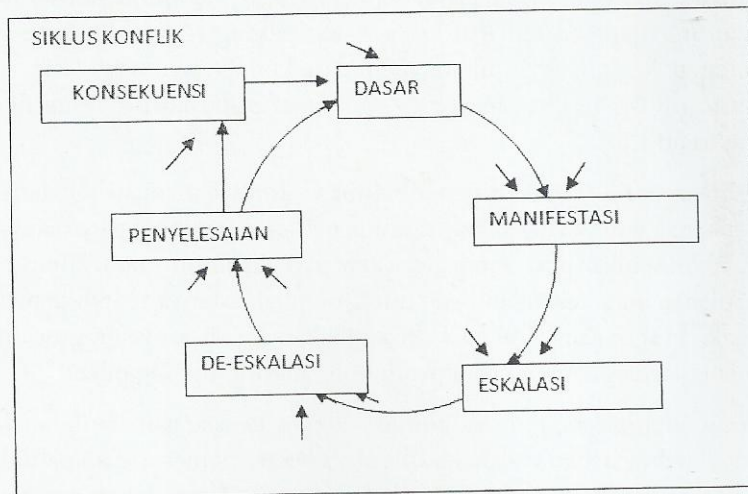 SIKLUS KONFLIK
KONSEKUENSI
DASAR
MANIFESTASI
PENYELESAIAN
DE-ESKALASI
ESKALASI